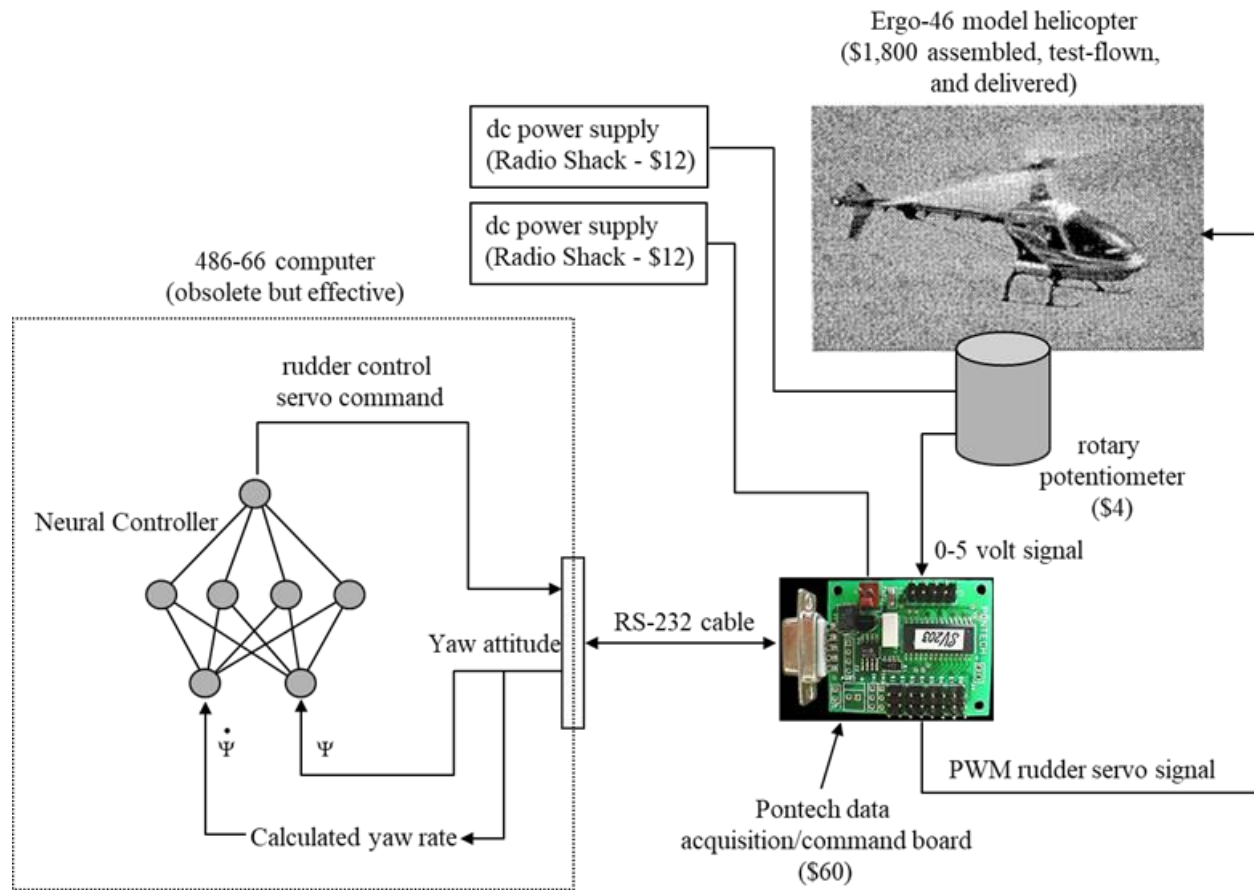 Ergo-46 model helicopter
($1,800 assembled, test-flown,
and delivered)
dc power supply
(Radio Shack - $12)
dc power supply
(Radio Shack - $12)
486-66 computer
(obsolete but effective)
rudder control
servo command
Neural Controller
rotary
potentiometer
($4)
0-5 volt signal
RS-232 cable
Yaw attitude
SV203
PONTECH
Ψ̇
Ψ
PWM rudder servo signal
Calculated yaw rate
Pontech data
acquisition/command board
($60)